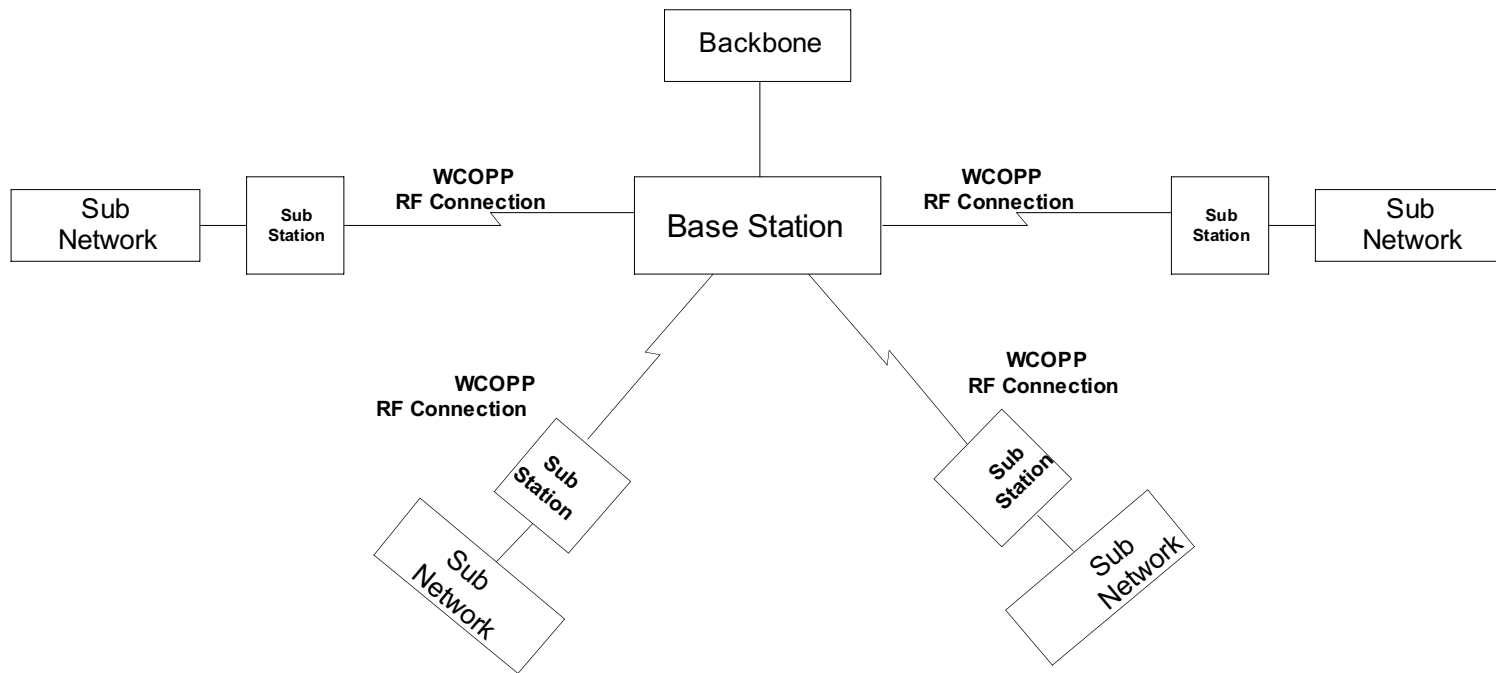 Backbone
WCOPP
RF Connection
WCOPP
RF Connection
Sub
Network
Sub
Station
Base Station
Sub
Station
Sub
Network
WCOPP
RF Connection
WCOPP
RF Connection
Sub
Station
Sub
Station
Sub
Network
Sub
Network